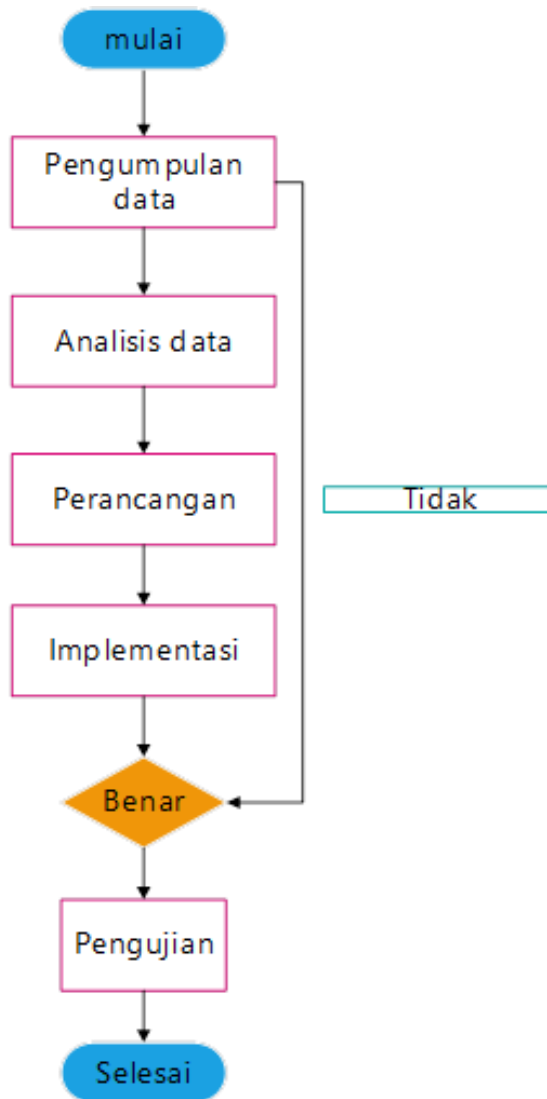 mulai
Pengumpulan
data
Analisis data
Perancangan
Tidak
Implementasi
Benar
Pengujian
Selesai